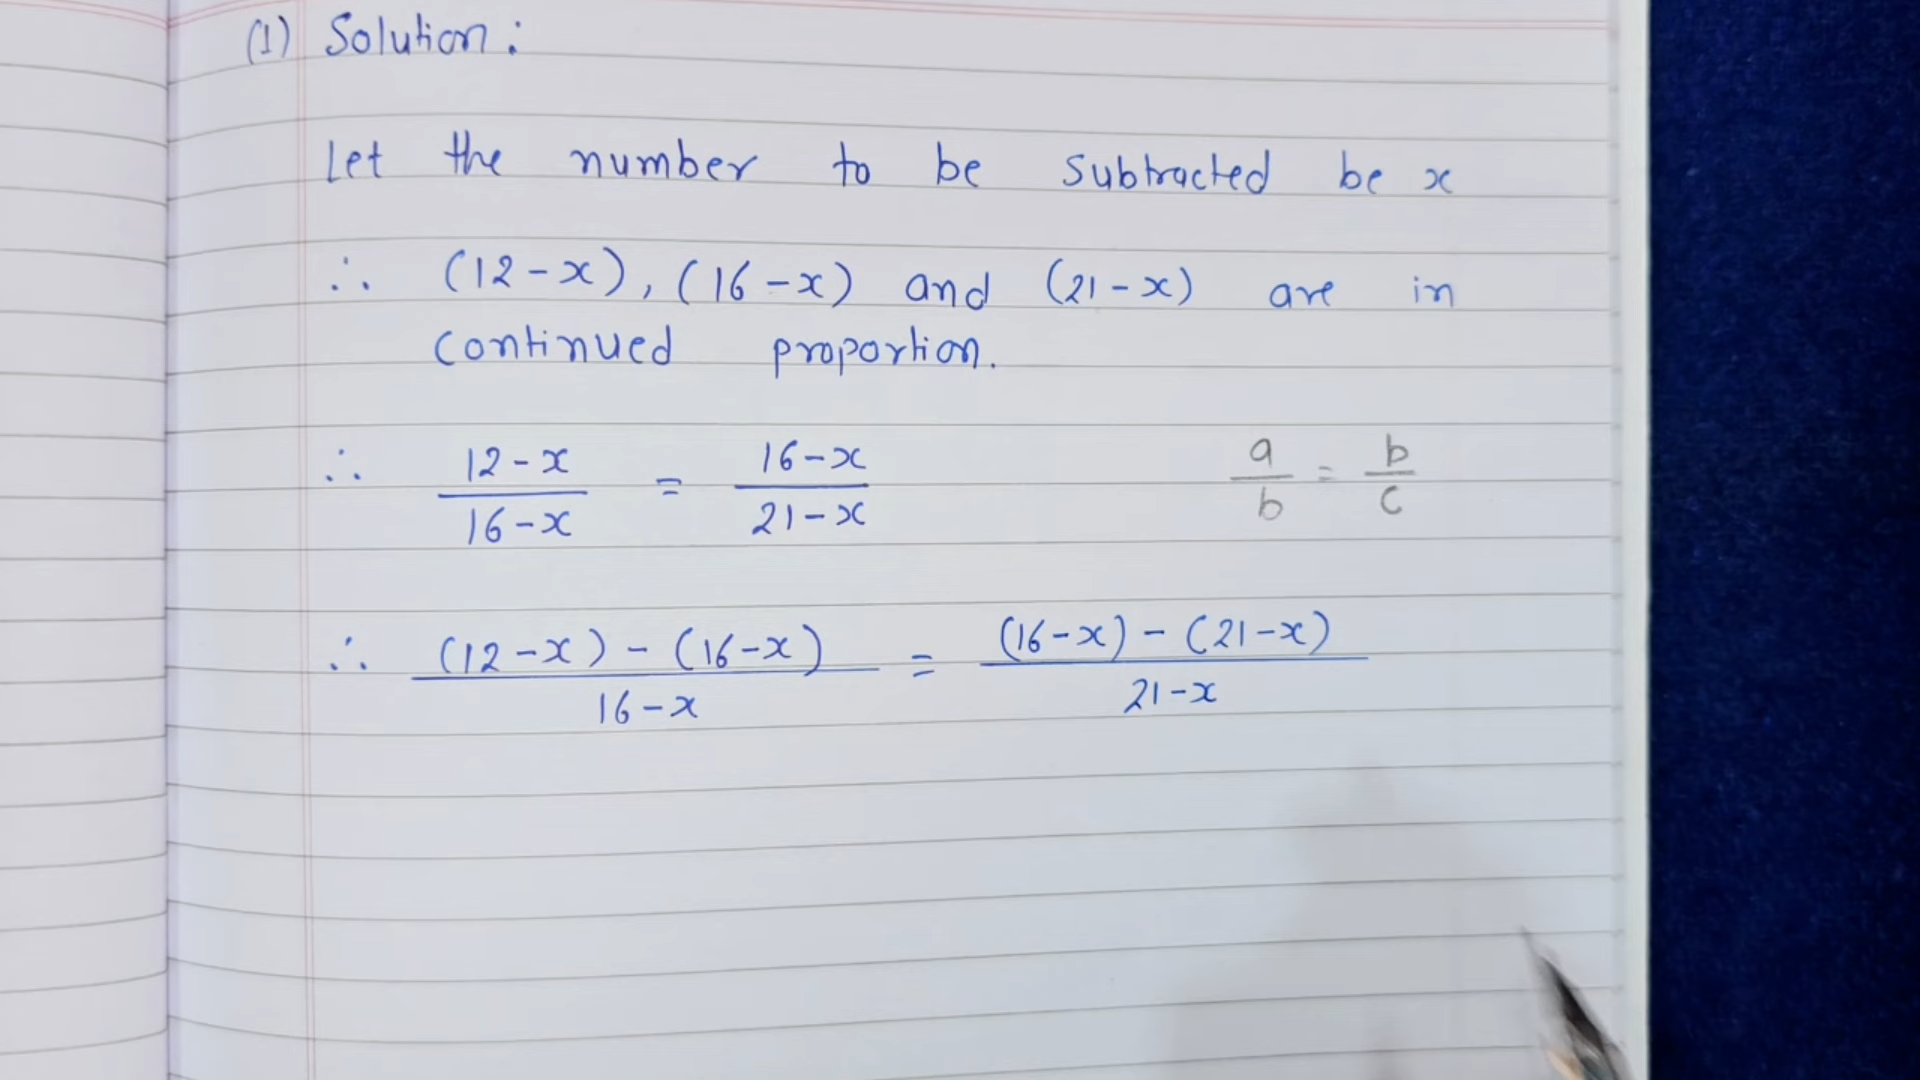 (1) Solution :
Let the number to be subtracted be x
∴ (12-x), (16-x) and (21-x) are in
continued proportion.
∴ 12-x / 16-x = 16-x / 21-x
a / b = b / c
∴ (12-x) - (16-x) / 16-x = (16-x) - (21-x) / 21-x